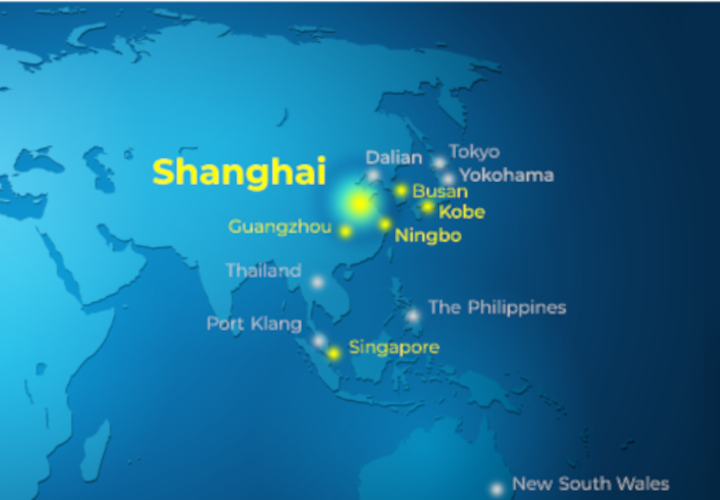 Dalian
Tokyo
Shanghai
Yokohama
Busan
Kobe
Guangzhou
Ningbo
Thailand
The Philippines
Port Klang
Singapore
New South Wales